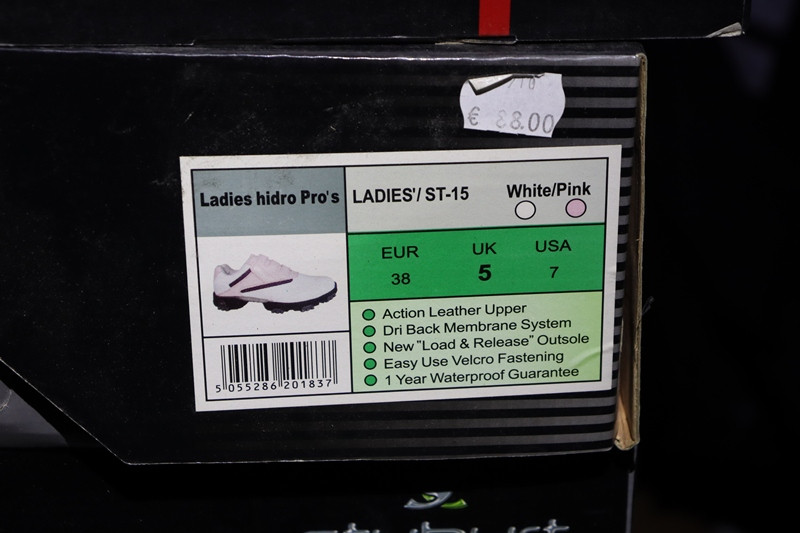 € 88.00
Ladies hidro Pro's
LADIES'/ ST-15
White/Pink
EUR UK USA
38 5 7
Action Leather Upper
Dri Back Membrane System
New "Load & Release" Outsole
Easy Use Velcro Fastening
1 Year Waterproof Guarantee
5 055286 201837